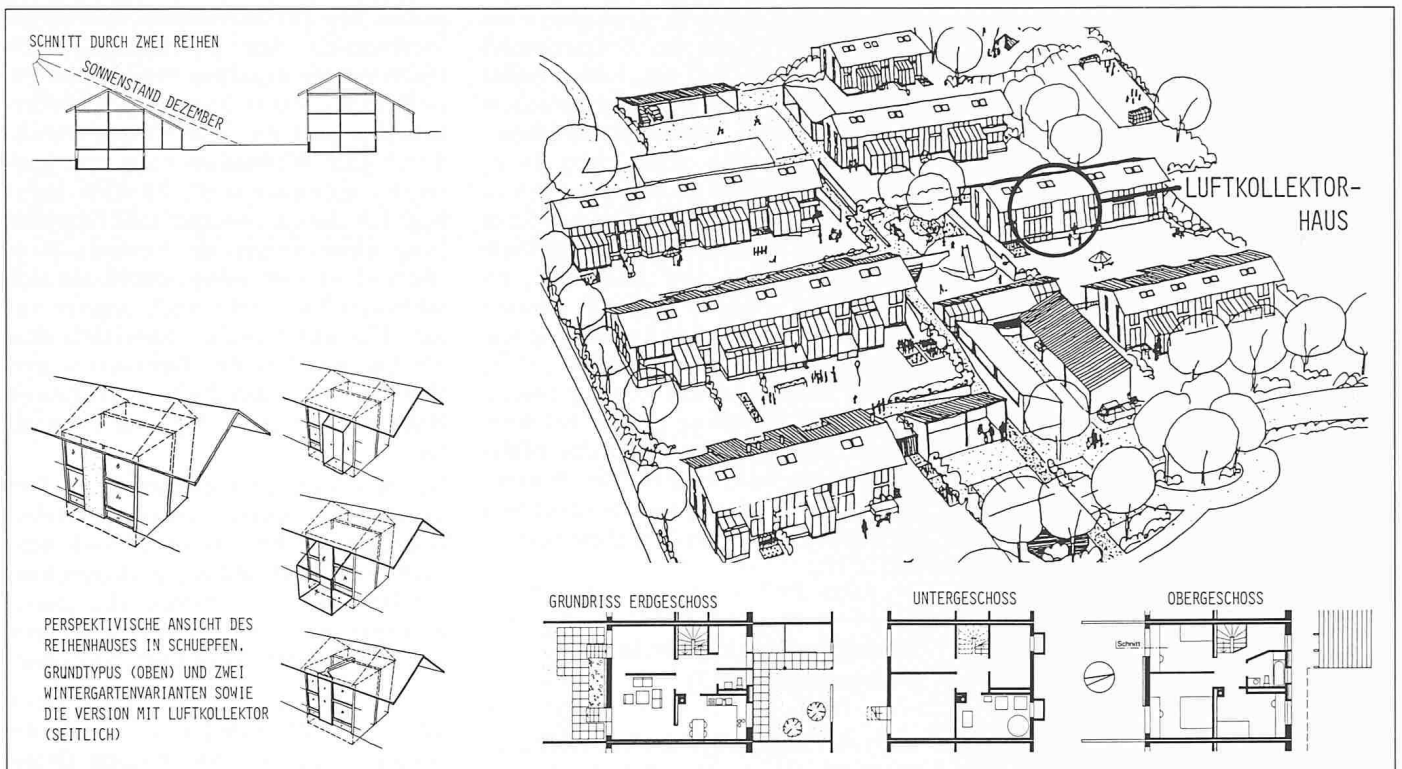 SCHNITT DURCH ZWEI REIHEN
SONNENSTAND DEZEMBER
LUFTKOLLEKTOR-
HAUS
PERSPEKTIVISCHE ANSICHT DES
REIHENHAUSES IN SCHUEPFEN.
GRUNDTYPUS (OBEN) UND ZWEI
WINTERGARTENVARIANTEN SOWIE
DIE VERSION MIT LUFTKOLLEKTOR
(SEITLICH)
GRUNDRISS ERDGESCHOSS
UNTERGESCHOSS
OBERGESCHOSS
Schnitt